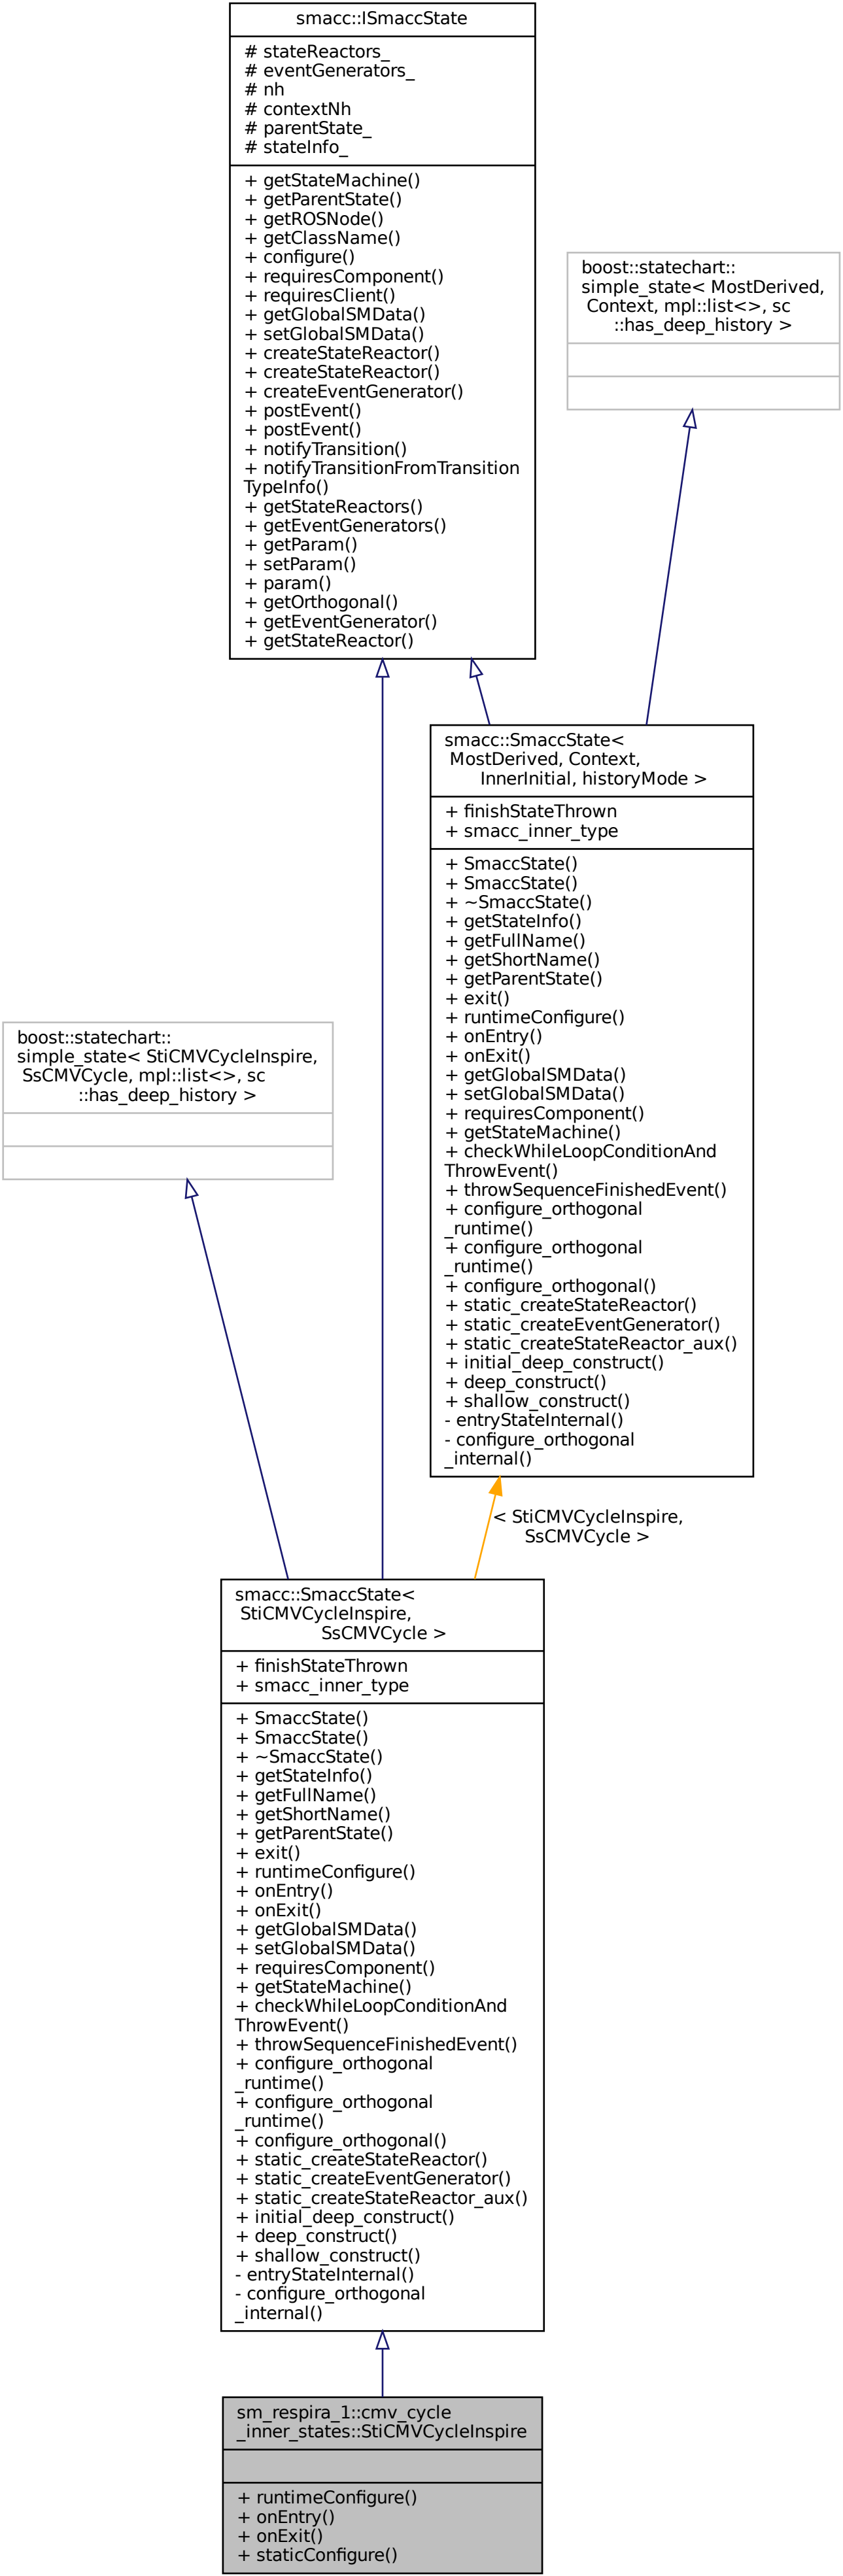 smacc::ISmaccState
# stateReactors_
# eventGenerators_
# nh
# contextNh
# parentState_
# stateInfo_
+ getStateMachine()
+ getParentState()
+ getROSNode()
+ getClassName()
+ configure()
+ requiresComponent()
+ requiresClient()
+ getGlobalSMData()
+ setGlobalSMData()
+ createStateReactor()
+ createStateReactor()
+ createEventGenerator()
+ postEvent()
+ postEvent()
+ notifyTransition()
+ notifyTransitionFromTransition
TypeInfo()
+ getStateReactors()
+ getEventGenerators()
+ getParam()
+ setParam()
+ param()
+ getOrthogonal()
+ getEventGenerator()
+ getStateReactor()
boost::statechart::
simple_state< MostDerived,
Context, mpl::list<>, sc
::has_deep_history >
smacc::SmaccState<
MostDerived, Context,
InnerInitial, historyMode >
+ finishStateThrown
+ smacc_inner_type
+ SmaccState()
+ SmaccState()
+ ~SmaccState()
+ getStateInfo()
+ getFullName()
+ getShortName()
+ getParentState()
+ exit()
+ runtimeConfigure()
+ onEntry()
+ onExit()
+ getGlobalSMData()
+ setGlobalSMData()
+ requiresComponent()
+ getStateMachine()
+ checkWhileLoopConditionAnd
ThrowEvent()
+ throwSequenceFinishedEvent()
+ configure_orthogonal
_runtime()
+ configure_orthogonal
_runtime()
+ configure_orthogonal()
+ static_createStateReactor()
+ static_createEventGenerator()
+ static_createStateReactor_aux()
+ initial_deep_construct()
+ deep_construct()
+ shallow_construct()
- entryStateInternal()
- configure_orthogonal
_internal()
boost::statechart::
simple_state< StiCMVCycleInspire,
SsCMVCycle, mpl::list<>, sc
::has_deep_history >
< StiCMVCycleInspire,
SsCMVCycle >
smacc::SmaccState<
StiCMVCycleInspire,
SsCMVCycle >
+ finishStateThrown
+ smacc_inner_type
+ SmaccState()
+ SmaccState()
+ ~SmaccState()
+ getStateInfo()
+ getFullName()
+ getShortName()
+ getParentState()
+ exit()
+ runtimeConfigure()
+ onEntry()
+ onExit()
+ getGlobalSMData()
+ setGlobalSMData()
+ requiresComponent()
+ getStateMachine()
+ checkWhileLoopConditionAnd
ThrowEvent()
+ throwSequenceFinishedEvent()
+ configure_orthogonal
_runtime()
+ configure_orthogonal
_runtime()
+ configure_orthogonal()
+ static_createStateReactor()
+ static_createEventGenerator()
+ static_createStateReactor_aux()
+ initial_deep_construct()
+ deep_construct()
+ shallow_construct()
- entryStateInternal()
- configure_orthogonal
_internal()
sm_respira_1::cmv_cycle
_inner_states::StiCMVCycleInspire
+ runtimeConfigure()
+ onEntry()
+ onExit()
+ staticConfigure()